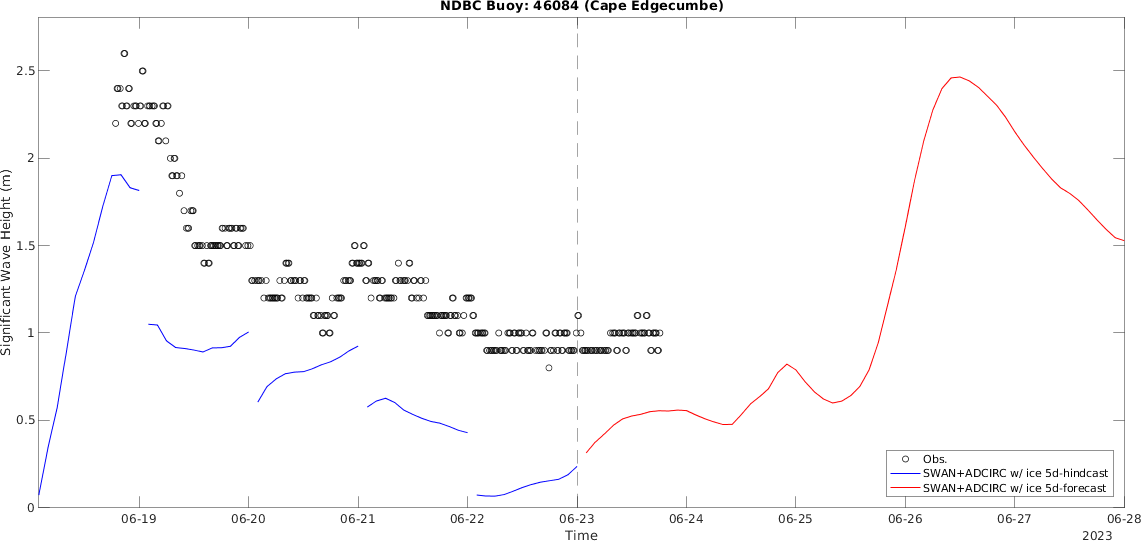 NDBC Buoy: 46084 (Cape Edgecumbe)
Significant Wave Height (m)
2.5
2
1.5
1
0.5
0
06-19 06-20 06-21 06-22 06-23 06-24 06-25 06-26 06-27 06-28
Time
2023
Obs.
SWAN+ADCIRC w/ ice 5d-hindcast
SWAN+ADCIRC w/ ice 5d-forecast